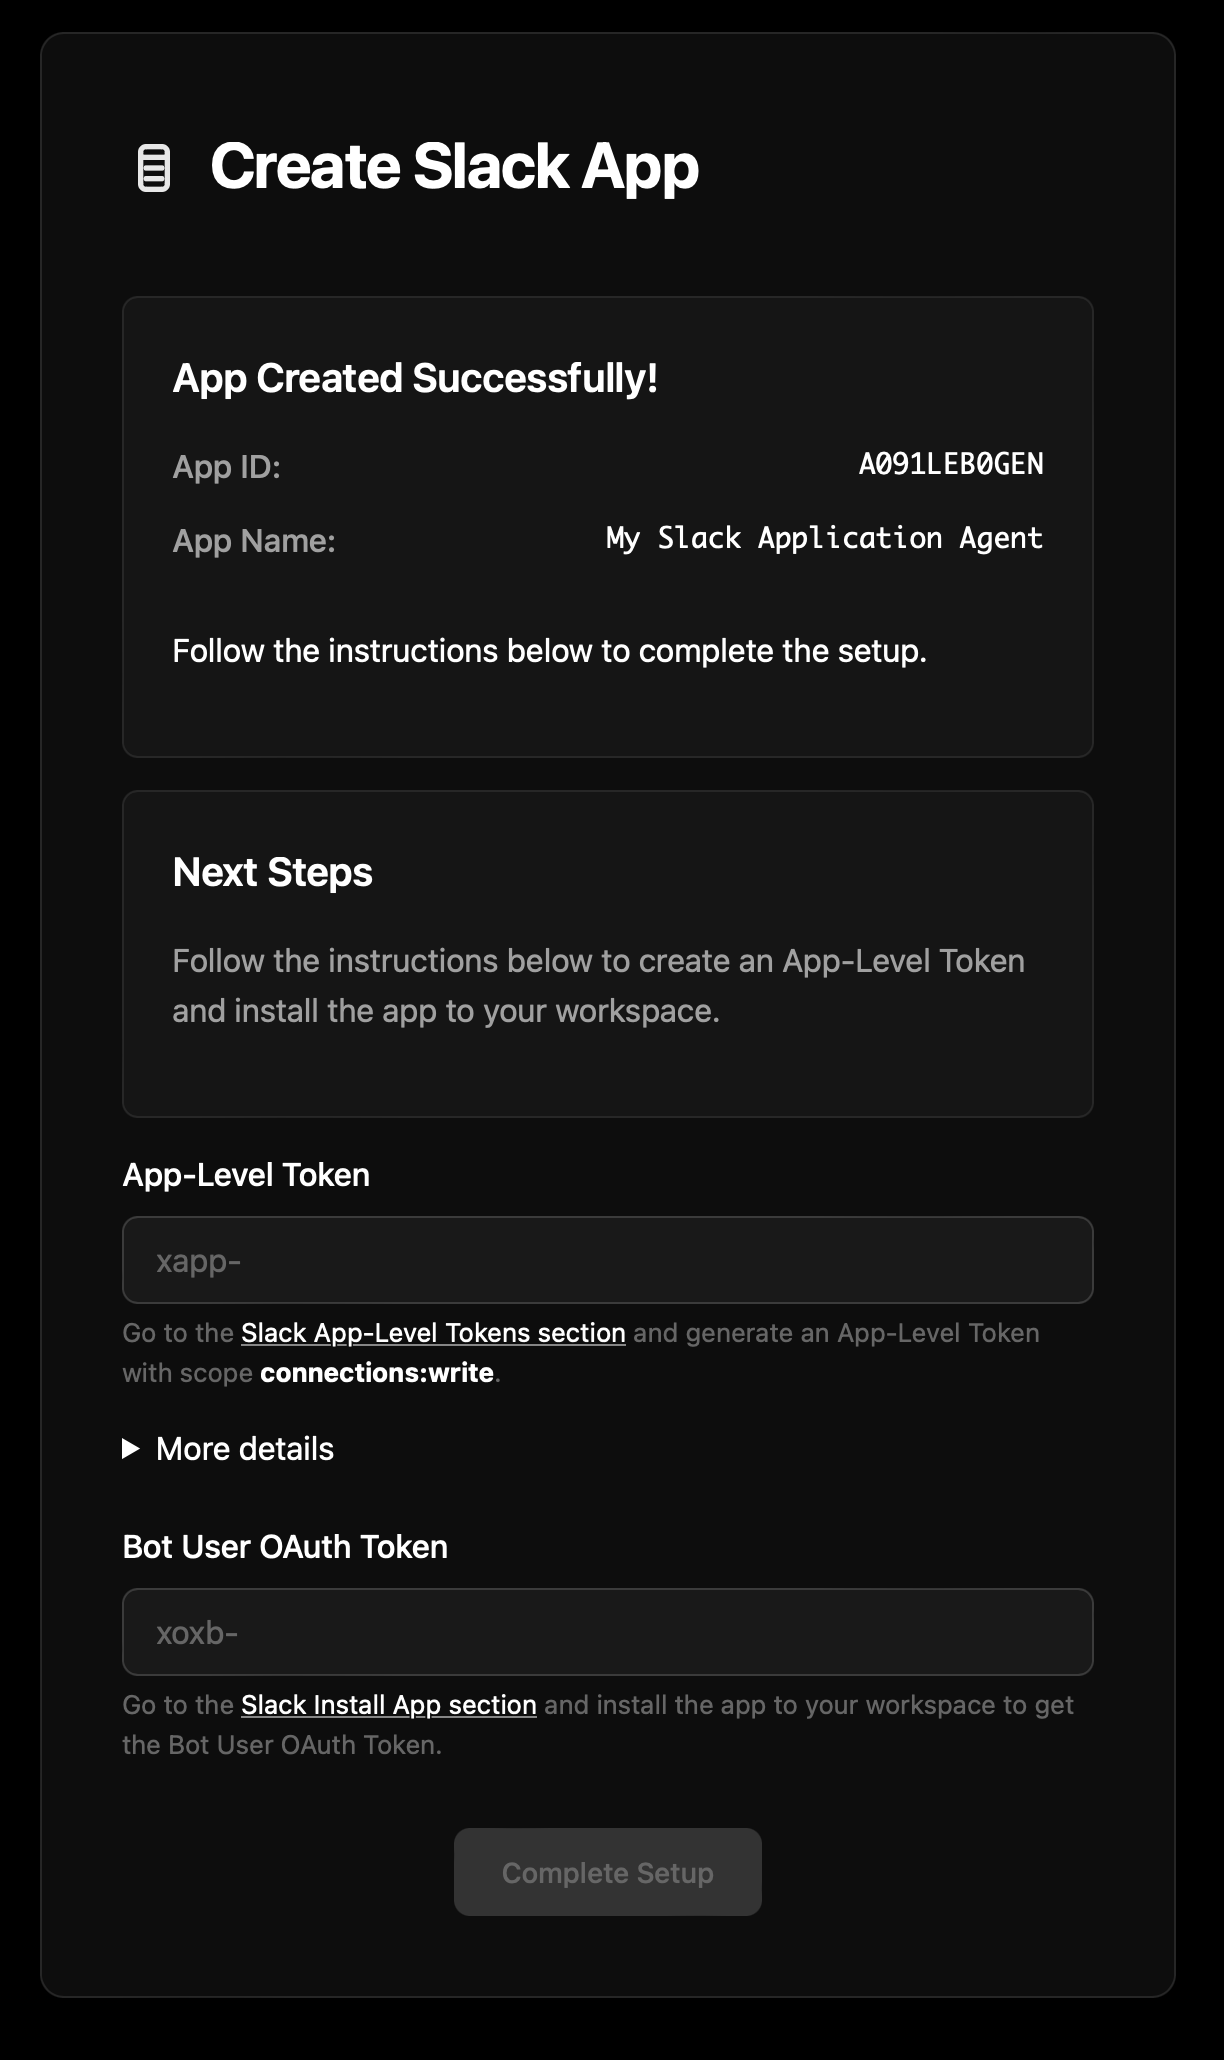 Create Slack App
App Created Successfully!
App ID: A091LEB0GEN
App Name: My Slack Application Agent
Follow the instructions below to complete the setup.
Next Steps
Follow the instructions below to create an App-Level Token
and install the app to your workspace.
App-Level Token
xapp-
Go to the Slack App-Level Tokens section and generate an App-Level Token
with scope connections:write.
More details
Bot User OAuth Token
xoxb-
Go to the Slack Install App section and install the app to your workspace to get
the Bot User OAuth Token.
Complete Setup